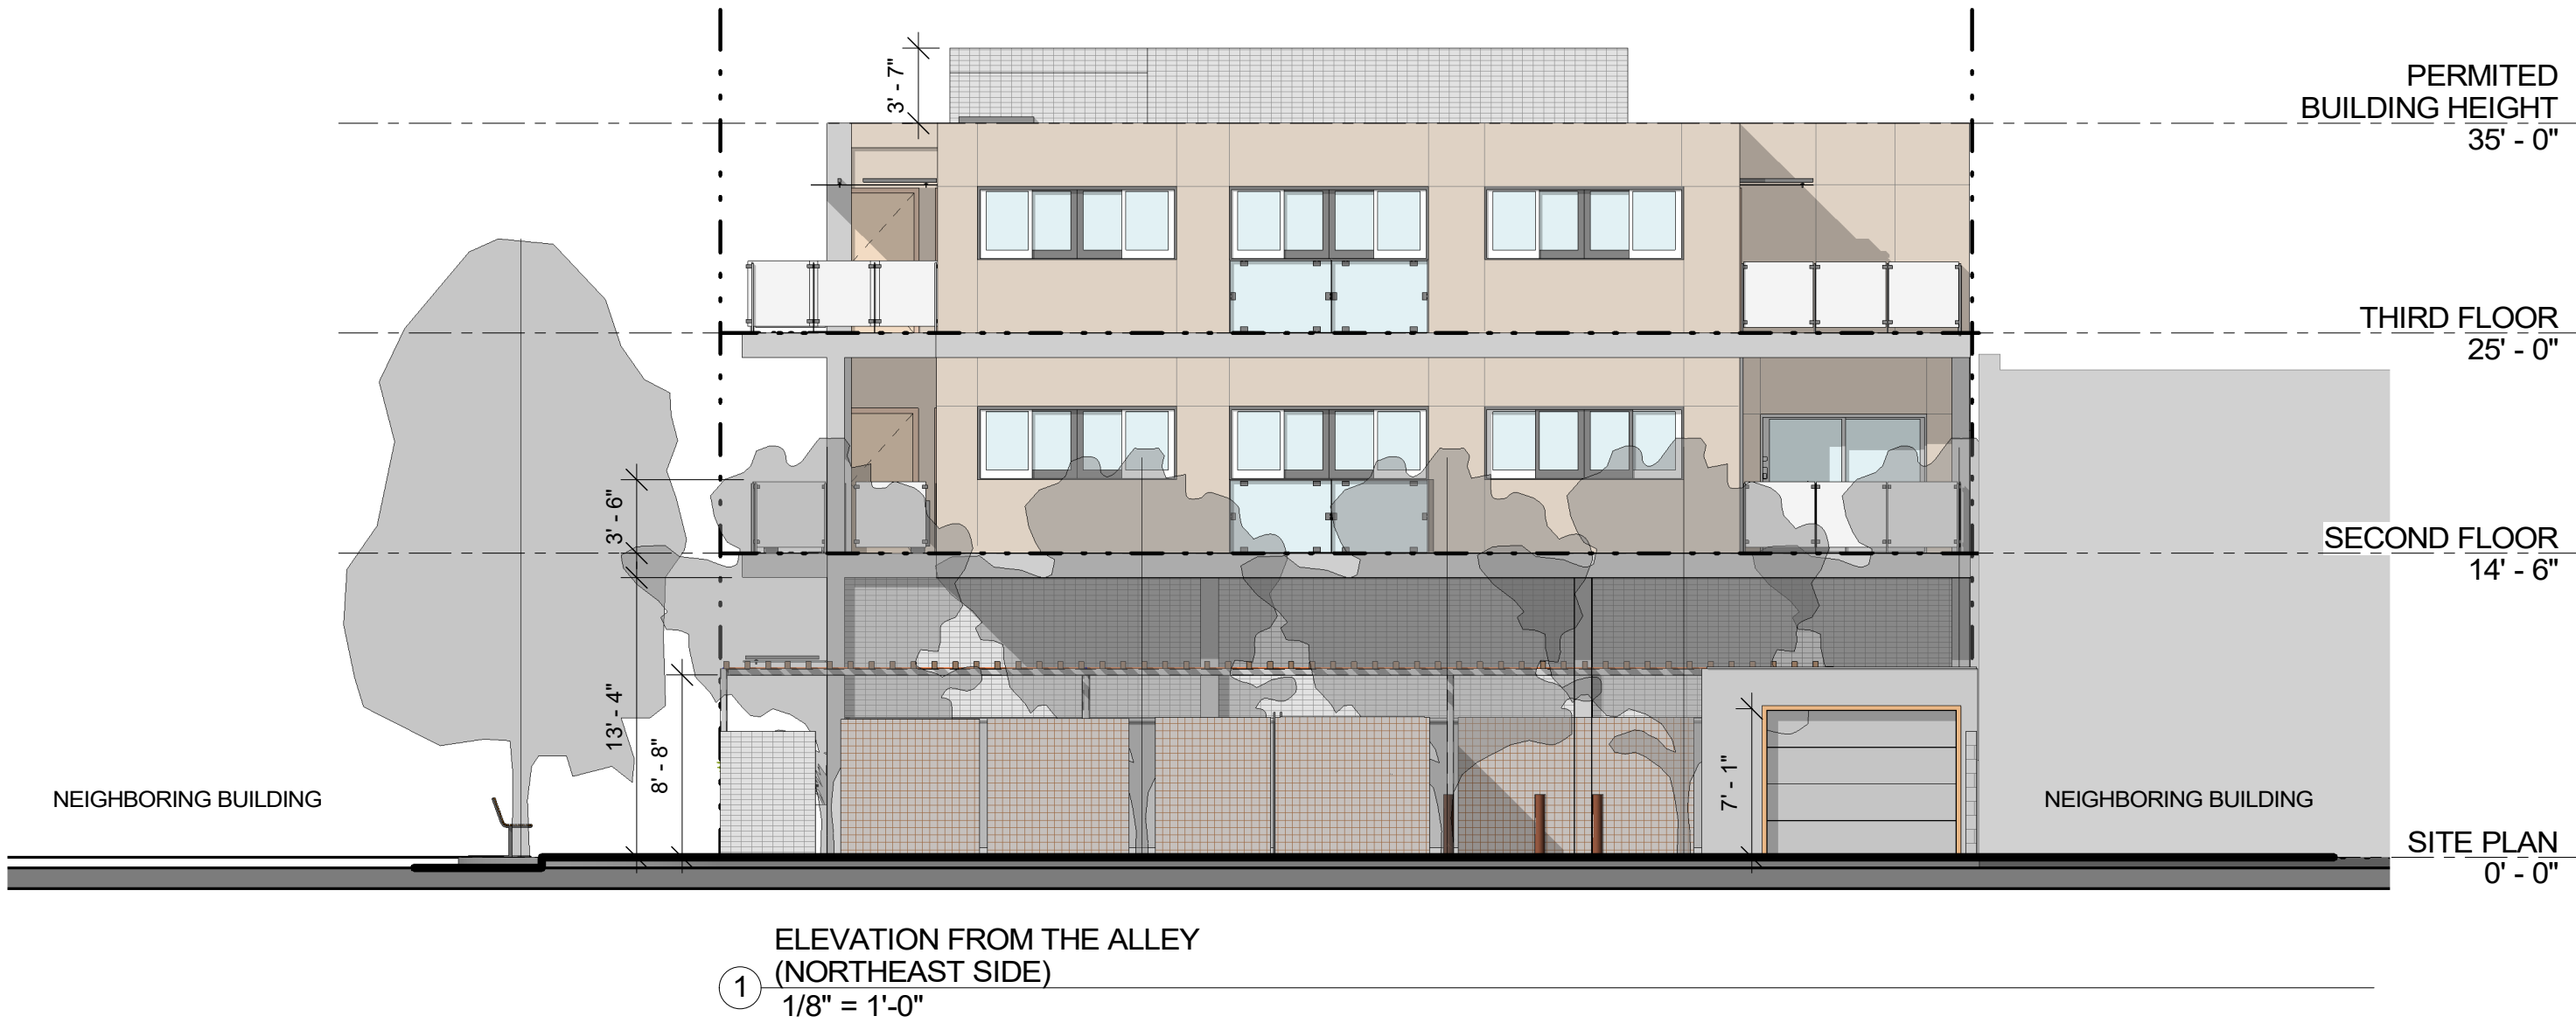 3' - 7"
PERMITED
BUILDING HEIGHT
35' - 0"
THIRD FLOOR
25' - 0"
3' - 6"
SECOND FLOOR
14' - 6"
13' - 4"
8' - 8"
7' - 1"
NEIGHBORING BUILDING
NEIGHBORING BUILDING
SITE PLAN
0' - 0"
ELEVATION FROM THE ALLEY
(NORTHEAST SIDE)
1
1/8" = 1'-0"